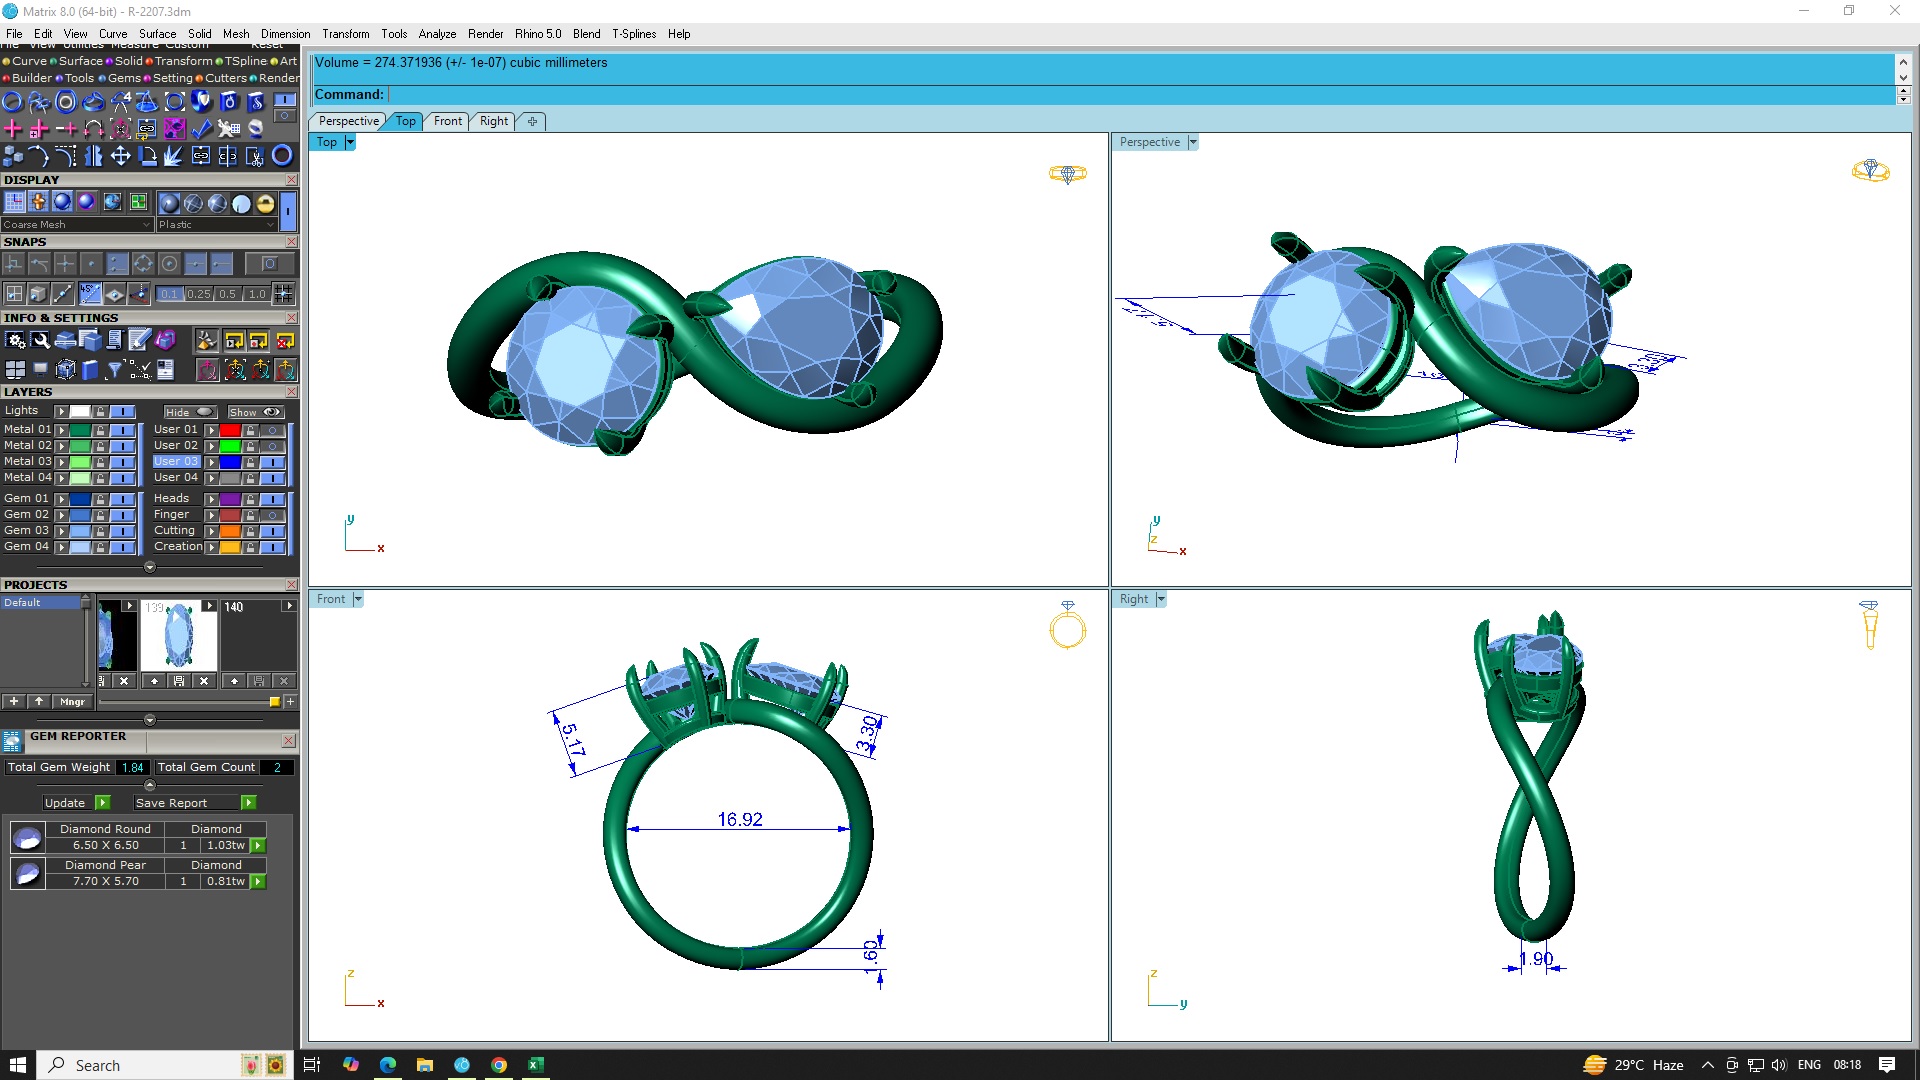 Matrix 8.0 (64-bit) - R-2207.3dm
File Edit View Curve Surface Solid Mesh Dimension Transform Tools Analyze Render Rhino 5.0 Blend T-Splines Help
File View Utilities Measure Custom Reset
Curve Surface Solid Transform TSpline Art
Builder Tools Gems Setting Cutters Render
Volume = 274.371936 (+/- 1e-07) cubic millimeters
Command:
Perspective Top Front Right
DISPLAY
Coarse Mesh Plastic
SNAPS
45°
0.1 0.25 0.5 1.0
INFO & SETTINGS
LAYERS
Lights Hide Show
Metal 01 User 01
Metal 02 User 02
Metal 03 User 03
Metal 04 User 04
Gem 01 Heads
Gem 02 Finger
Gem 03 Cutting
Gem 04 Creation
PROJECTS
Default
139 140
Mngr
GEM REPORTER
Total Gem Weight 1.84 Total Gem Count 2
Update Save Report
Diamond Round Diamond
6.50 X 6.50 1 1.03tw
Diamond Pear Diamond
7.70 X 5.70 1 0.81tw
Top
y
x
Perspective
y
z
x
Front
5.17
3.30
16.92
1.60
z
x
Right
1.90
z
y
Search
29°C Haze
ENG
08:18